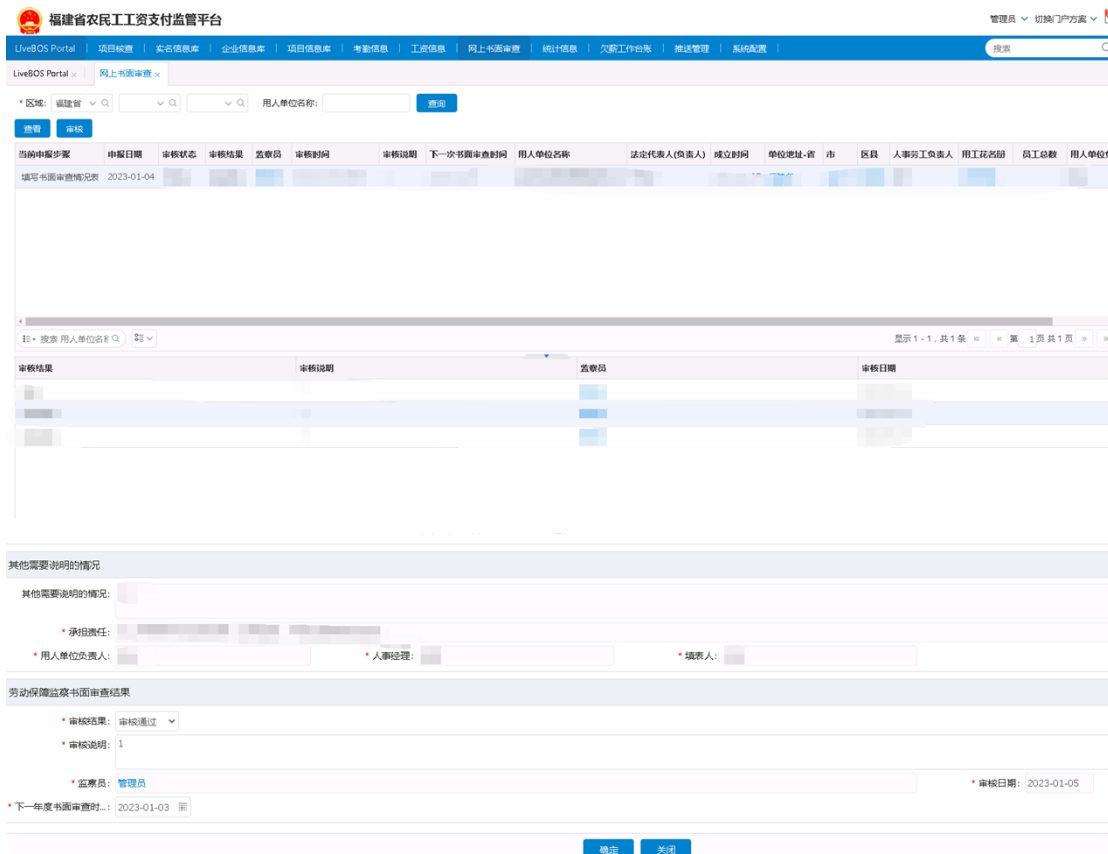 福建省农民工工资支付监管平台
管理员 切换门户方案
LiveBOS Portal 项目核查 实名信息库 企业信息库 项目信息库 考勤信息 工资信息 网上书面审查 统计信息 欠薪工作台账 推送管理 系统配置 搜索
LiveBOS Portal × 网上书面审查 ×
* 区域: 福建省 用人单位名称: 查询
查看 审核
当前申报步骤 申报日期 审核状态 审核结果 监察员 审核时间 审核说明 下一次书面审查时间 用人单位名称 法定代表人(负责人) 成立时间 单位地址-省 市 区县 人事劳工负责人 用工花名册 员工总数 用人单位
填写书面审查情况表 2023-01-04
搜索 用人单位名 显示 1 - 1 , 共 1 条 « 第 1 页 共 1 页 »
审核结果 审核说明 监察员 审核日期
其他需要说明的情况
其他需要说明的情况:
* 承担责任:
* 用人单位负责人: * 人事经理: * 填表人:
劳动保障监察书面审查结果
* 审核结果: 审核通过
* 审核说明: 1
* 监察员: 管理员 * 审核日期: 2023-01-05
* 下一年度书面审查时...: 2023-01-03
确定 关闭